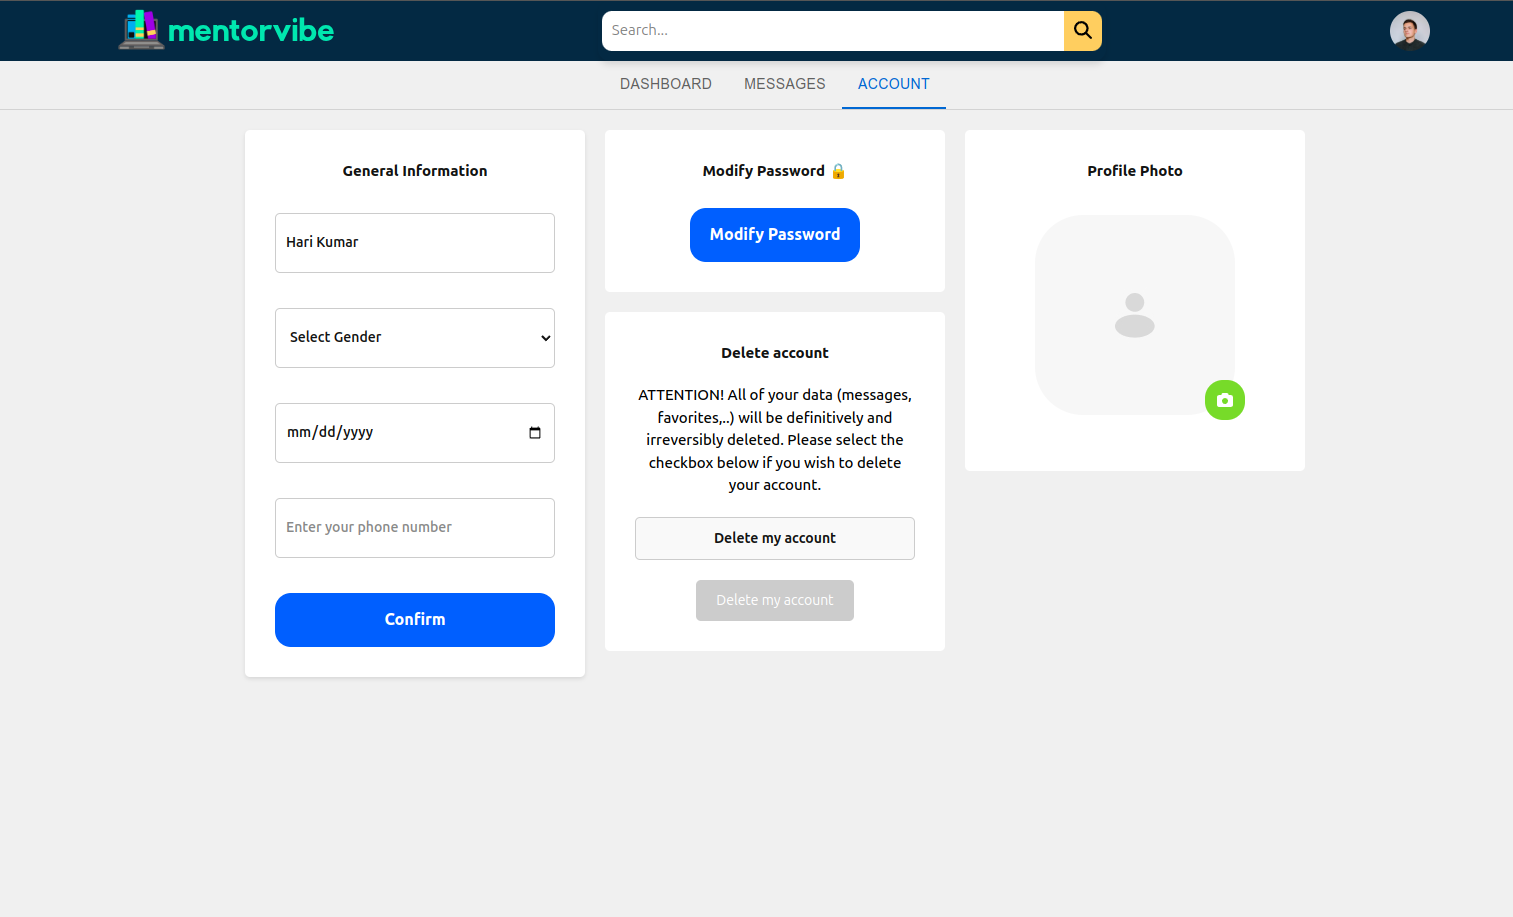 mentorvibe
Search...
DASHBOARD
MESSAGES
ACCOUNT
General Information
Hari Kumar
Select Gender
mm/dd/yyyy
Enter your phone number
Confirm
Modify Password 🔒
Modify Password
Delete account
ATTENTION! All of your data (messages,
favorites,..) will be definitively and
irreversibly deleted. Please select the
checkbox below if you wish to delete
your account.
Delete my account
Delete my account
Profile Photo